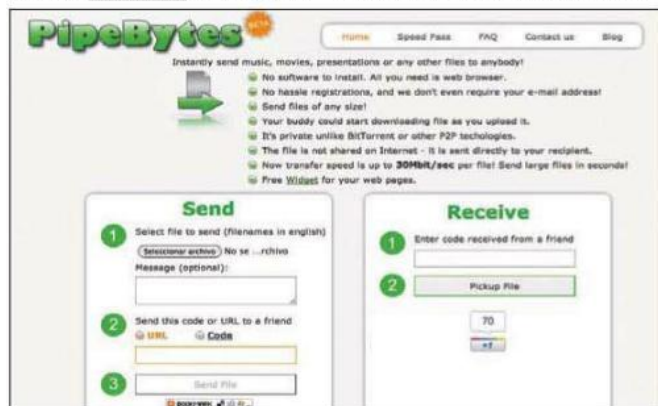 PipeBytes BETA
Home Speed Pass FAQ Contact us Blog
Instantly send music, movies, presentations or any other files to anybody!
No software to install. All you need is web browser.
No hassle registrations, and we don't even require your e-mail address!
Send files of any size!
Your buddy could start downloading file as you upload it.
It's private unlike BitTorrent or other P2P techologies.
The file is not shared on Internet - it is sent directly to your recipient.
Now transfer speed is up to 30Mbit/sec per file! Send large files in seconds!
Free Widget for your web pages.
Send
1 Select file to send (filenames in english)
Seleccionar archivo No se ...rchivo
Message (optional):
2 Send this code or URL to a friend
URL Code
3 Send File
BOOKMARK
Receive
1 Enter code received from a friend
2 Pickup File
70
+1